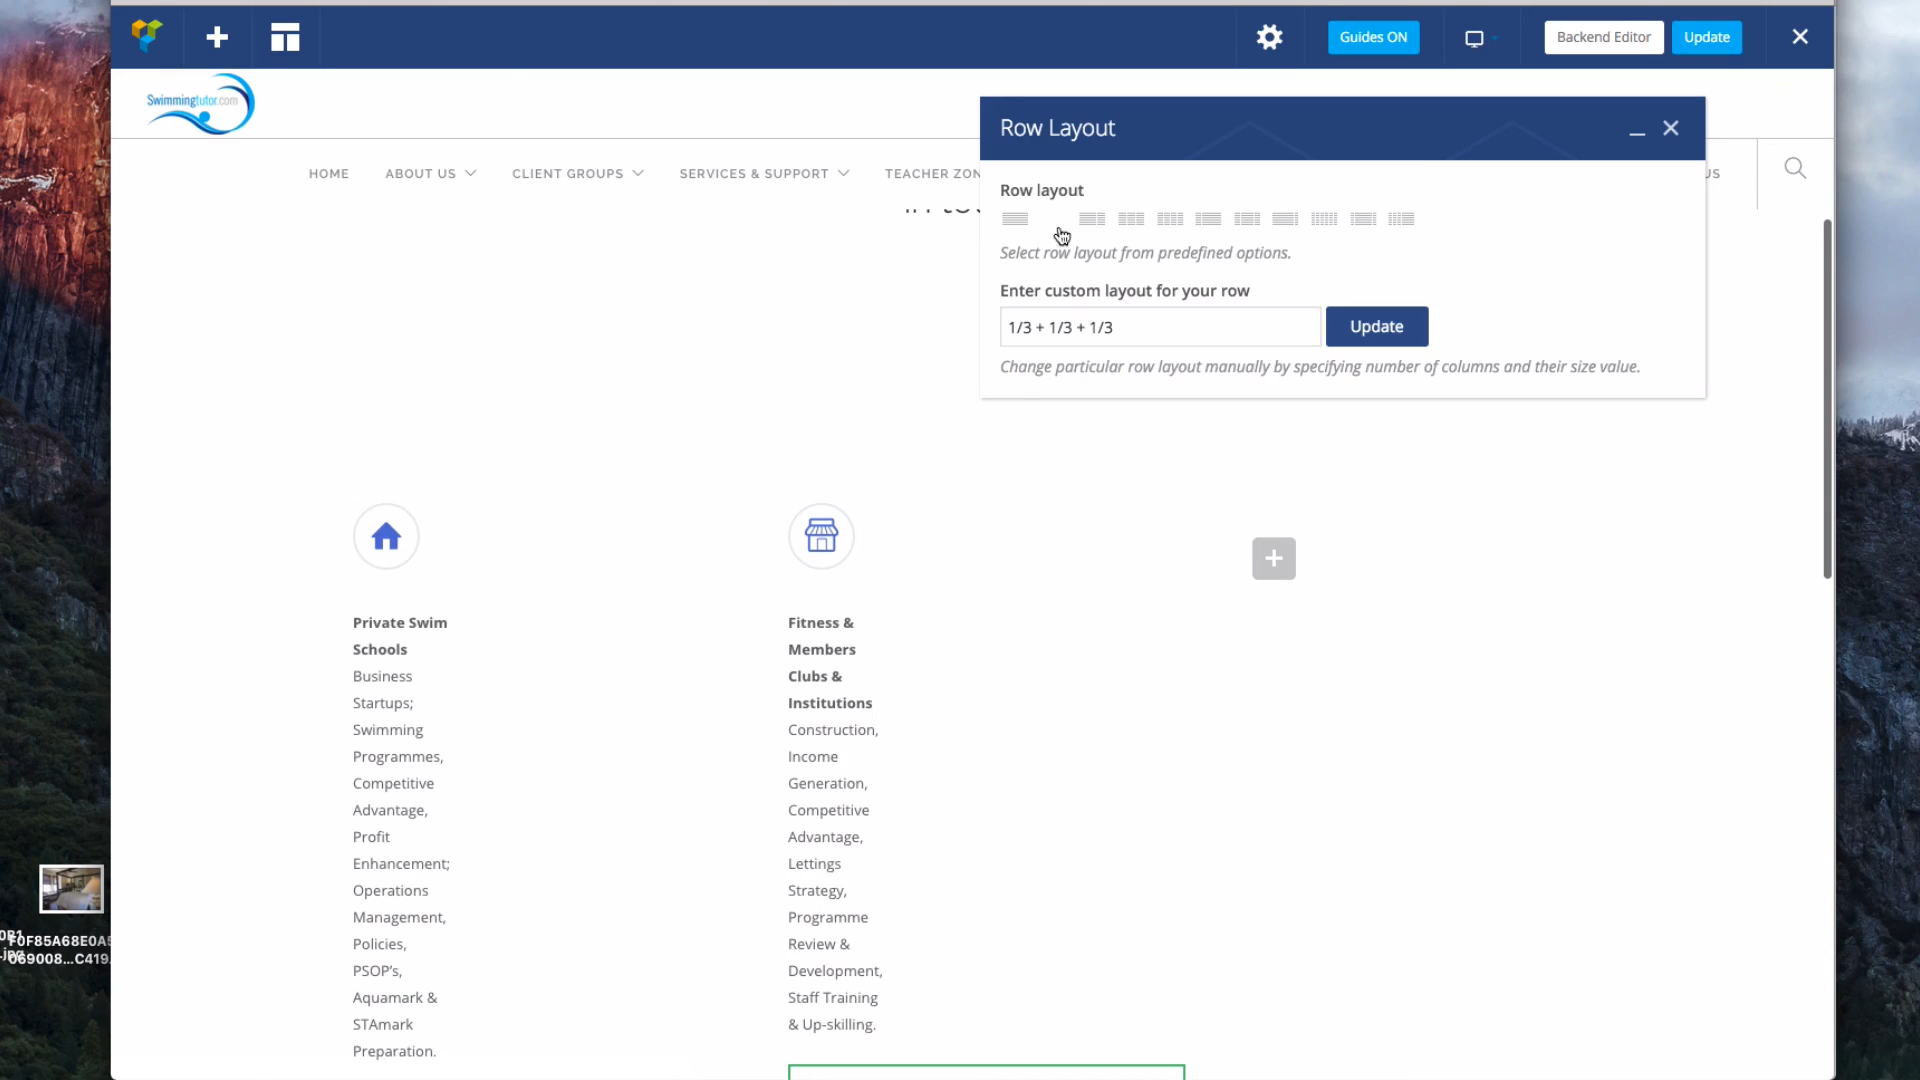 Guides ON
Backend Editor
Update
Swimmingtutor.com
Row Layout
HOME
ABOUT US
CLIENT GROUPS
SERVICES & SUPPORT
TEACHER ZON
US
Row layout
Select row layout from predefined options.
Enter custom layout for your row
1/3 + 1/3 + 1/3
Update
Change particular row layout manually by specifying number of columns and their size value.
Private Swim
Schools
Business
Startups;
Swimming
Programmes,
Competitive
Advantage,
Profit
Enhancement;
Operations
Management,
Policies,
PSOP's,
Aquamark &
STAmark
Preparation.
Fitness &
Members
Clubs &
Institutions
Construction,
Income
Generation,
Competitive
Advantage,
Lettings
Strategy,
Programme
Review &
Development,
Staff Training
& Up-skilling.
F0F85A68E0A5
069008...C419